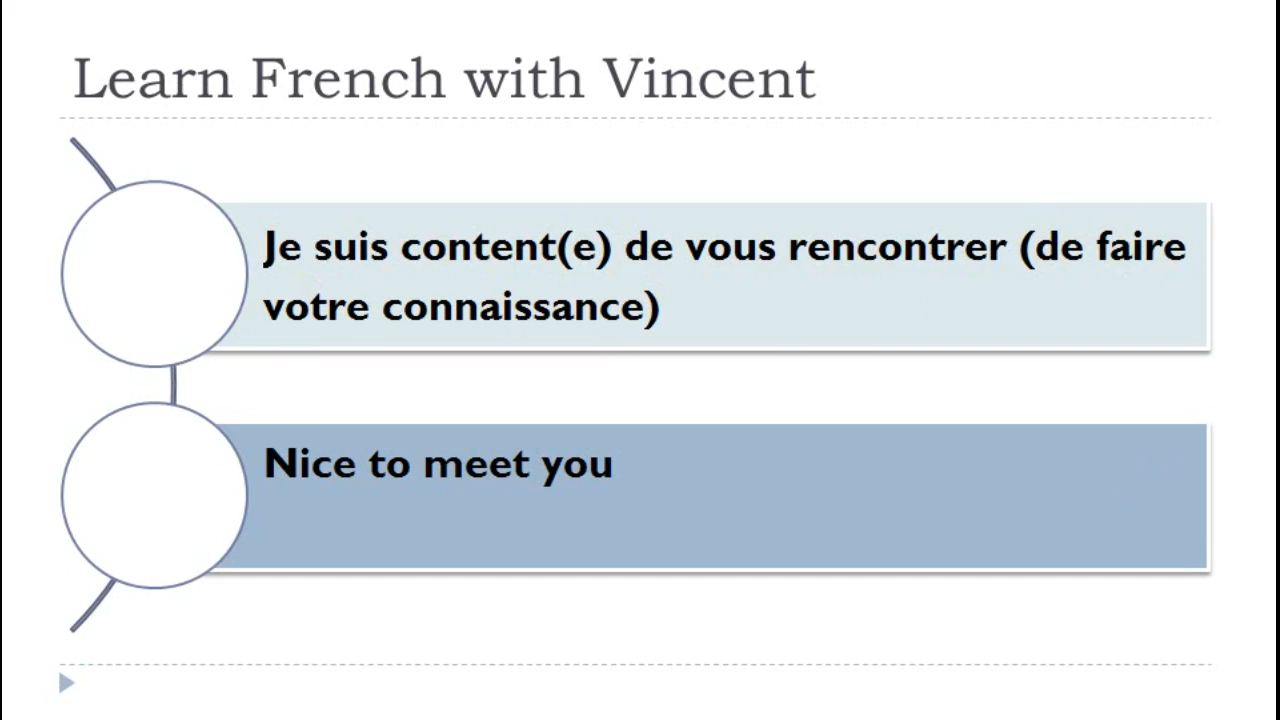 Learn French with Vincent
Je suis content(e) de vous rencontrer (de faire
votre connaissance)
Nice to meet you